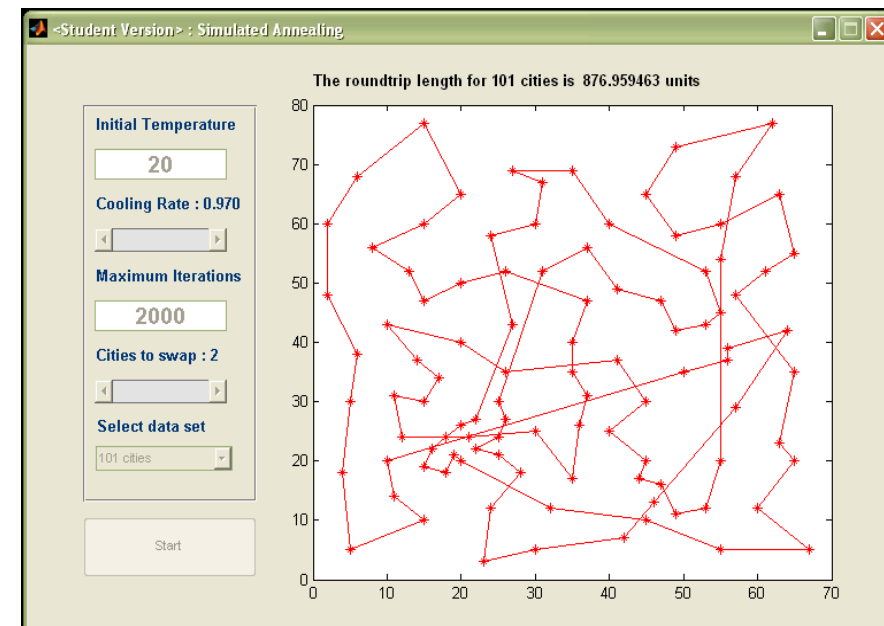 <Student Version> : Simulated Annealing
The roundtrip length for 101 cities is 876.959463 units
Initial Temperature
20
Cooling Rate : 0.970
Maximum Iterations
2000
Cities to swap : 2
Select data set
101 cities
Start
80
70
60
50
40
30
20
10
0
0 10 20 30 40 50 60 70